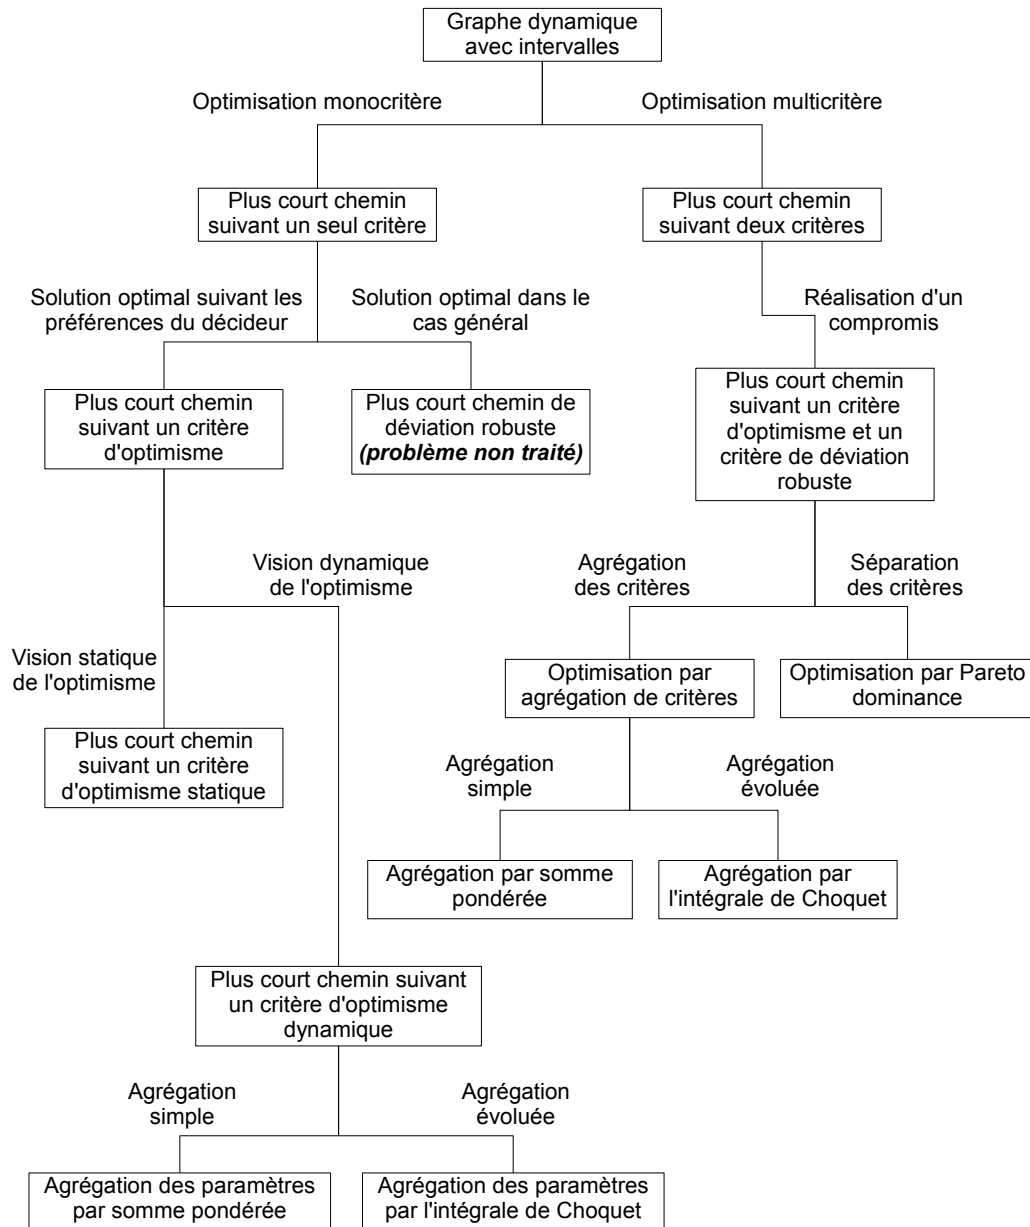 Graphe dynamique
avec intervalles
Optimisation monocritère
Optimisation multicritère
Plus court chemin
suivant un seul critère
Plus court chemin
suivant deux critères
Solution optimal suivant les
préférences du décideur
Solution optimal dans le
cas général
Réalisation d'un
compromis
Plus court chemin
suivant un critère
d'optimisme
Plus court chemin de
déviation robuste
(problème non traité)
Plus court chemin
suivant un critère
d'optimisme et un
critère de déviation
robuste
Vision dynamique
de l'optimisme
Agrégation
des critères
Séparation
des critères
Vision statique
de l'optimisme
Optimisation par
agrégation de critères
Optimisation par Pareto
dominance
Plus court chemin
suivant un critère
d'optimisme statique
Agrégation
simple
Agrégation
évoluée
Agrégation par somme
pondérée
Agrégation par
l'intégrale de Choquet
Plus court chemin suivant
un critère d'optimisme
dynamique
Agrégation
simple
Agrégation
évoluée
Agrégation des paramètres
par somme pondérée
Agrégation des paramètres
par l'intégrale de Choquet